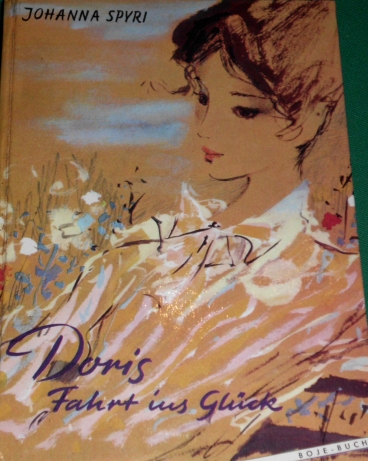 JOHANNA SPYRI
Doris
Fahrt ins Glück
BOJE-BUCH